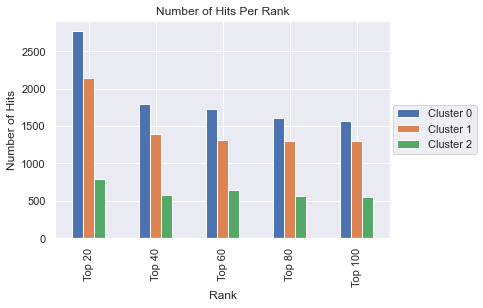 Number of Hits Per Rank
Number of Hits
2500
2000
1500
1000
500
0
Top 20
Top 40
Top 60
Top 80
Top 100
Rank
Cluster 0
Cluster 1
Cluster 2